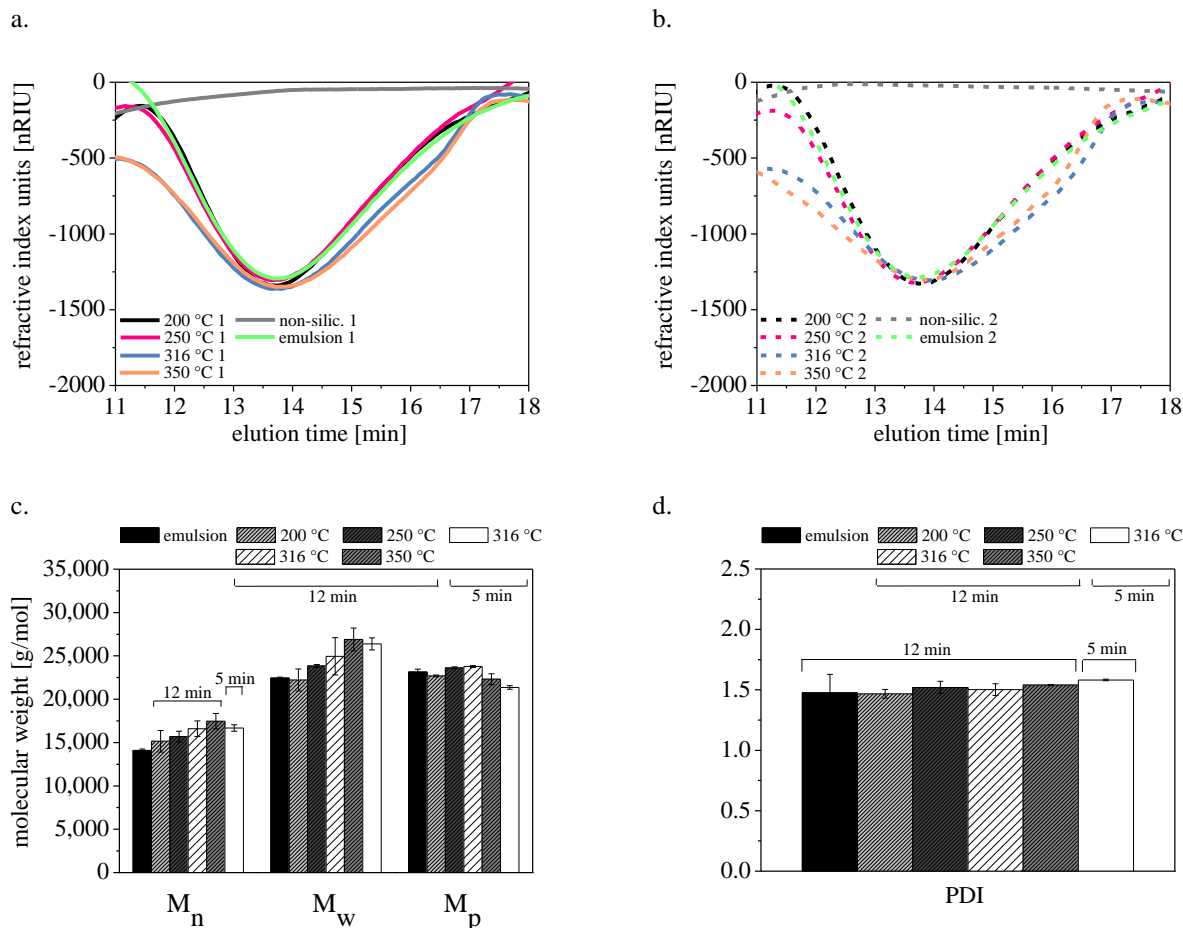 a.
refractive index units [nRIU]
0
-500
-1000
-1500
-2000
200 °C 1
250 °C 1
316 °C 1
350 °C 1
non-silic. 1
emulsion 1
11 12 13 14 15 16 17 18
elution time [min]
b.
refractive index units [nRIU]
0
-500
-1000
-1500
-2000
200 °C 2
250 °C 2
316 °C 2
350 °C 2
non-silic. 2
emulsion 2
11 12 13 14 15 16 17 18
elution time [min]
c.
emulsion 200 °C 250 °C 316 °C
316 °C 350 °C
molecular weight [g/mol]
35,000
30,000
25,000
20,000
15,000
10,000
5,000
0
12 min
5 min
12 min
5 min
Mn Mw Mp
d.
emulsion 200 °C 250 °C 316 °C
316 °C 350 °C
2.5
2.0
1.5
1.0
0.5
0.0
12 min
5 min
12 min
5 min
PDI